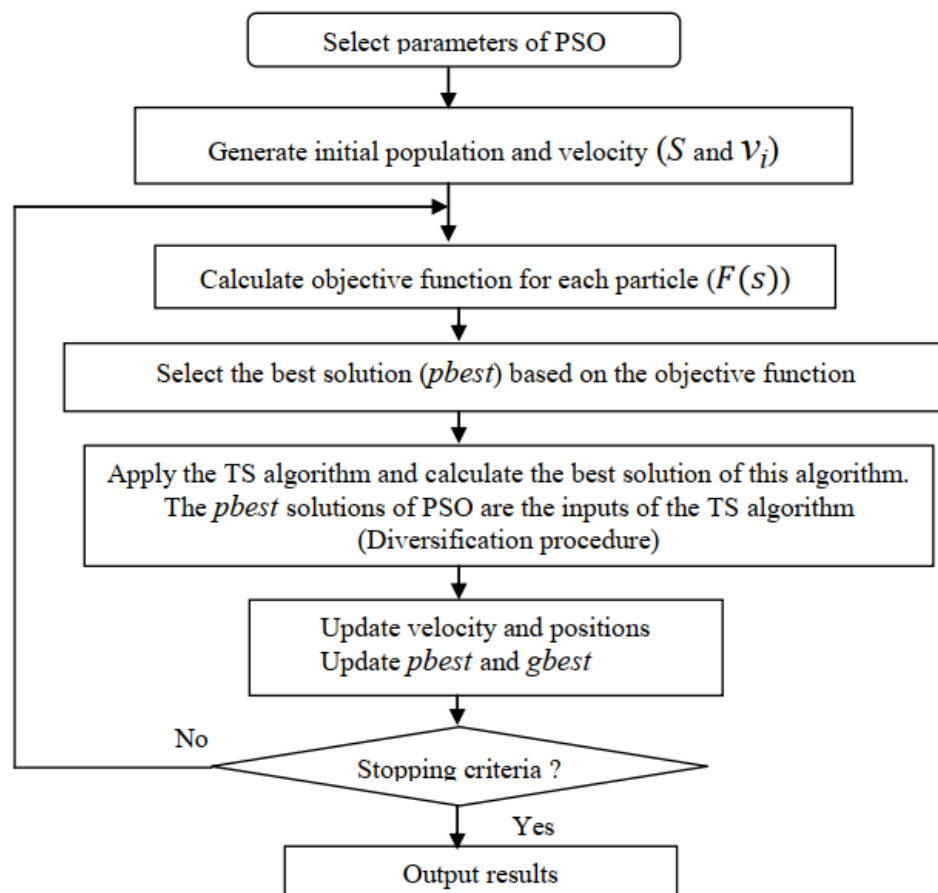 Select parameters of PSO
Generate initial population and velocity (S and v_i)
Calculate objective function for each particle (F(s))
Select the best solution (pbest) based on the objective function
Apply the TS algorithm and calculate the best solution of this algorithm.
The pbest solutions of PSO are the inputs of the TS algorithm
(Diversification procedure)
Update velocity and positions
Update pbest and gbest
No
Stopping criteria ?
Yes
Output results